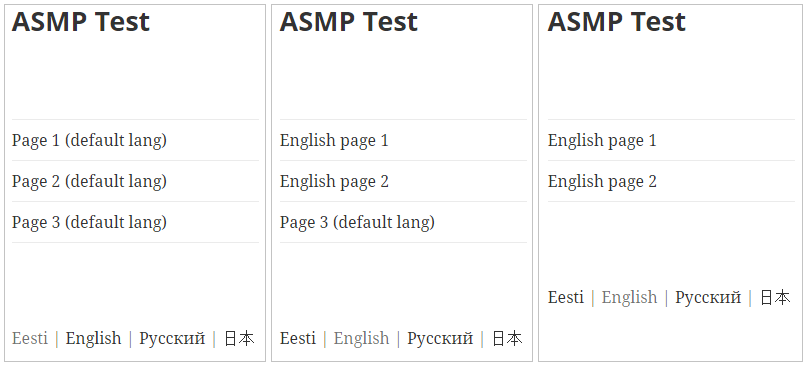 ASMP Test
Page 1 (default lang)
Page 2 (default lang)
Page 3 (default lang)
Eesti | English | Русский | 日本
ASMP Test
English page 1
English page 2
Page 3 (default lang)
Eesti | English | Русский | 日本
ASMP Test
English page 1
English page 2
Eesti | English | Русский | 日本